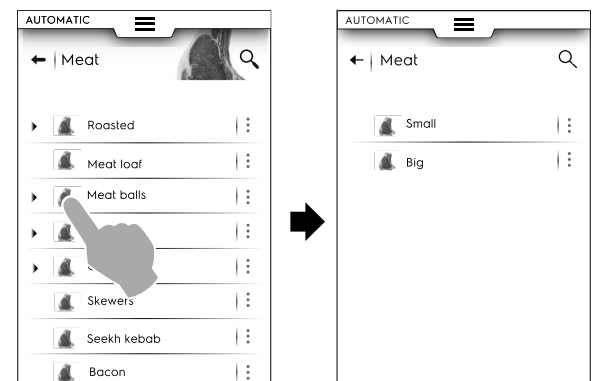 AUTOMATIC
Meat
Roasted
Meat loaf
Meat balls
Skewers
Seekh kebab
Bacon
AUTOMATIC
Meat
Small
Big